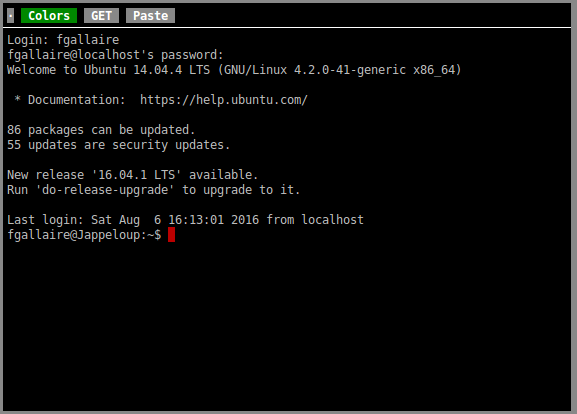 · Colors GET Paste
Login: fgallaire
fgallaire@localhost's password:
Welcome to Ubuntu 14.04.4 LTS (GNU/Linux 4.2.0-41-generic x86_64)
* Documentation:  https://help.ubuntu.com/
86 packages can be updated.
55 updates are security updates.
New release '16.04.1 LTS' available.
Run 'do-release-upgrade' to upgrade to it.
Last login: Sat Aug  6 16:13:01 2016 from localhost
fgallaire@Jappeloup:~$